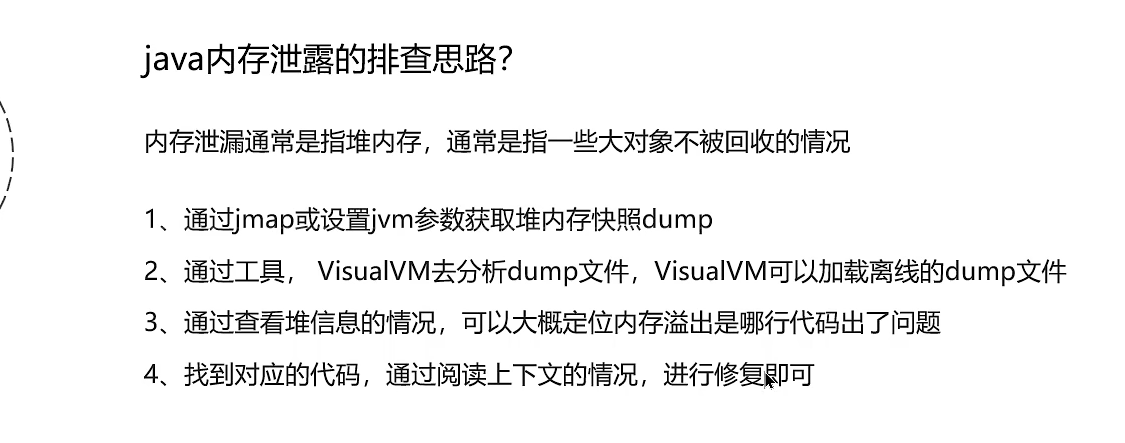 java内存泄露的排查思路？
内存泄漏通常是指堆内存，通常是指一些大对象不被回收的情况
1、通过jmap或设置jvm参数获取堆内存快照dump
2、通过工具， VisualVM去分析dump文件，VisualVM可以加载离线的dump文件
3、通过查看堆信息的情况，可以大概定位内存溢出是哪行代码出了问题
4、找到对应的代码，通过阅读上下文的情况，进行修复即可